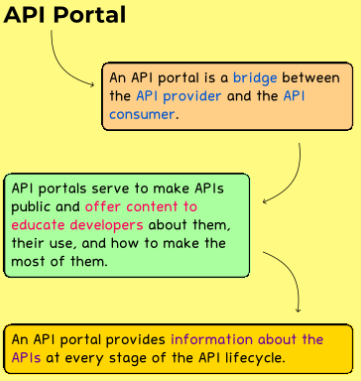 API Portal
An API portal is a bridge between
the API provider and the API
consumer.
API portals serve to make APIs
public and offer content to
educate developers about them,
their use, and how to make the
most of them.
An API portal provides information about the
APIs at every stage of the API lifecycle.